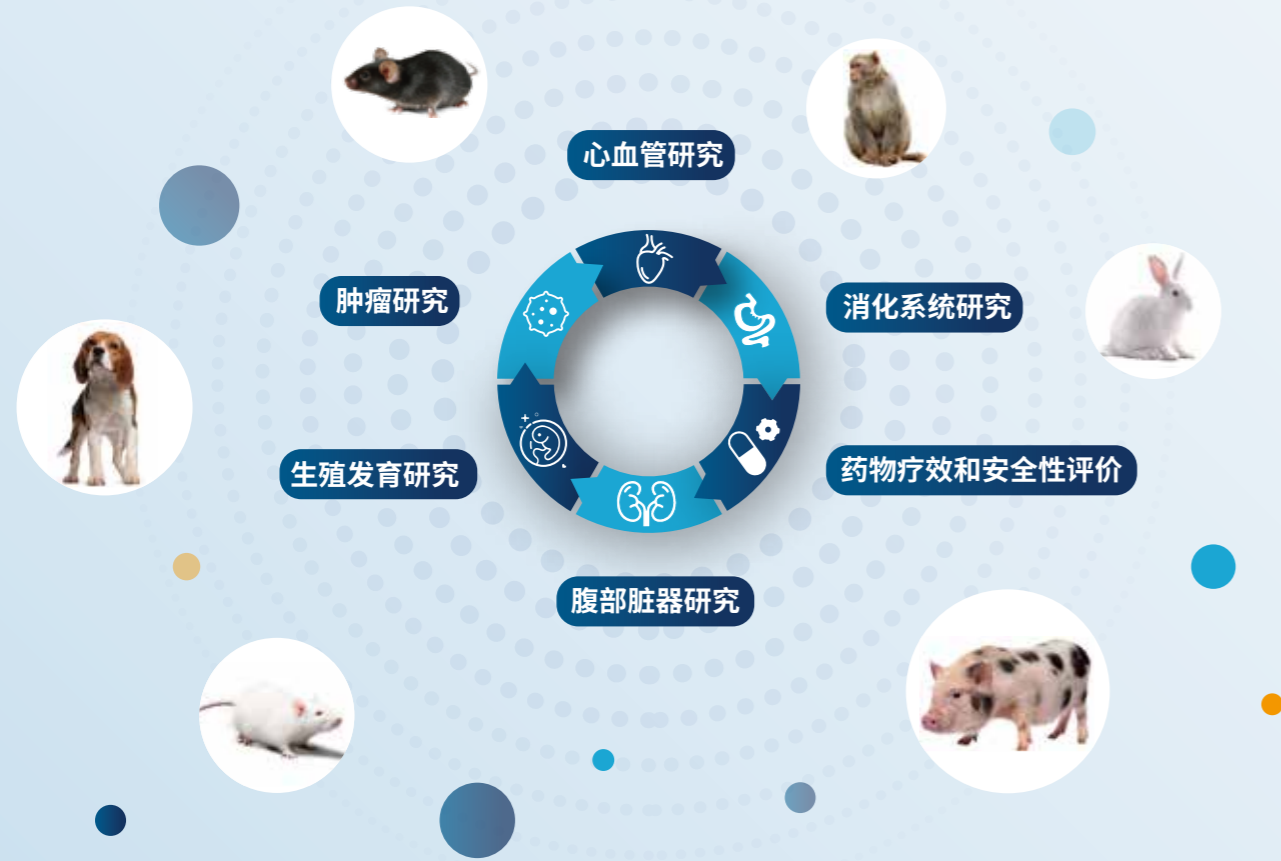 心血管研究
肿瘤研究
消化系统研究
生殖发育研究
药物疗效和安全性评价
腹部脏器研究